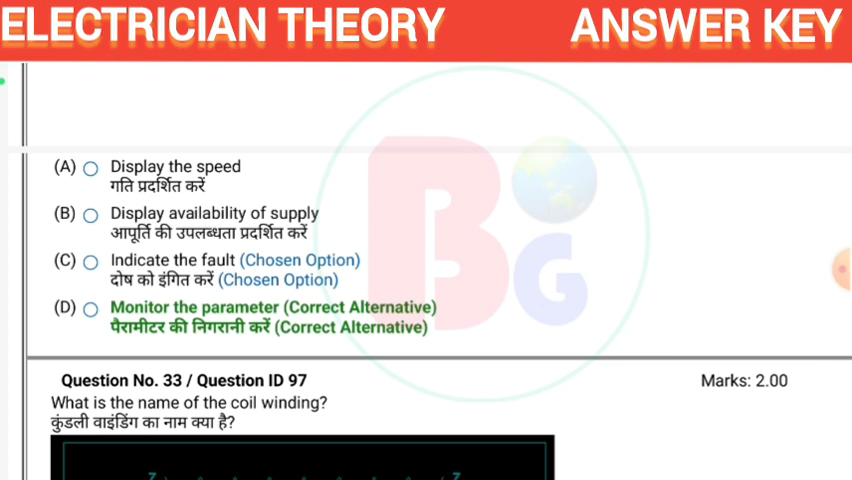 ELECTRICIAN THEORY ANSWER KEY
(A) Display the speed
गति प्रदर्शित करें
(B) Display availability of supply
आपूर्ति की उपलब्धता प्रदर्शित करें
(C) Indicate the fault (Chosen Option)
दोष को इंगित करें (Chosen Option)
(D) Monitor the parameter (Correct Alternative)
पैरामीटर की निगरानी करें (Correct Alternative)
Question No. 33 / Question ID 97 Marks: 2.00
What is the name of the coil winding?
कुंडली वाइंडिंग का नाम क्या है?
BG